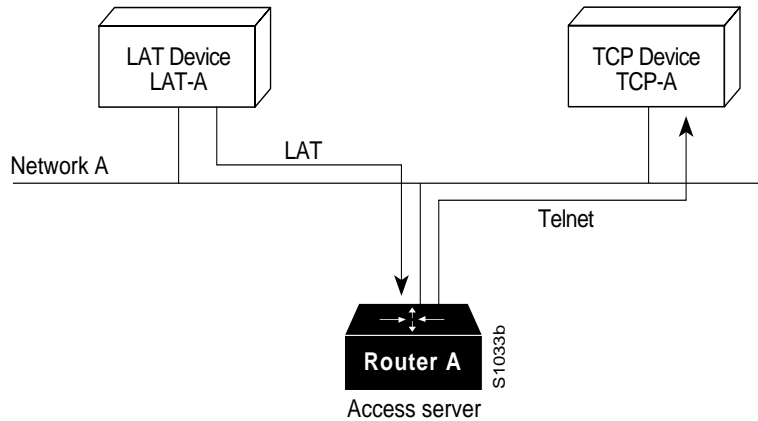 LAT Device
LAT-A
TCP Device
TCP-A
Network A
LAT
Telnet
Router A
S1033b
Access server